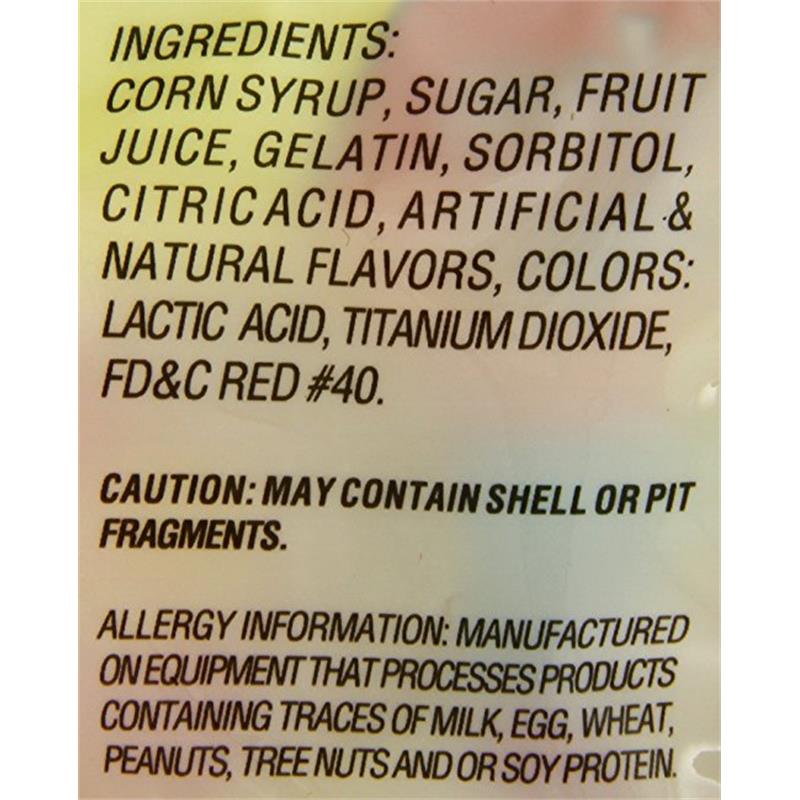 INGREDIENTS:
CORN SYRUP, SUGAR, FRUIT
JUICE, GELATIN, SORBITOL,
CITRIC ACID, ARTIFICIAL &
NATURAL FLAVORS, COLORS:
LACTIC ACID, TITANIUM DIOXIDE,
FD&C RED #40.
CAUTION: MAY CONTAIN SHELL OR PIT
FRAGMENTS.
ALLERGY INFORMATION: MANUFACTURED
ON EQUIPMENT THAT PROCESSES PRODUCTS
CONTAINING TRACES OF MILK, EGG, WHEAT,
PEANUTS, TREE NUTS AND OR SOY PROTEIN.